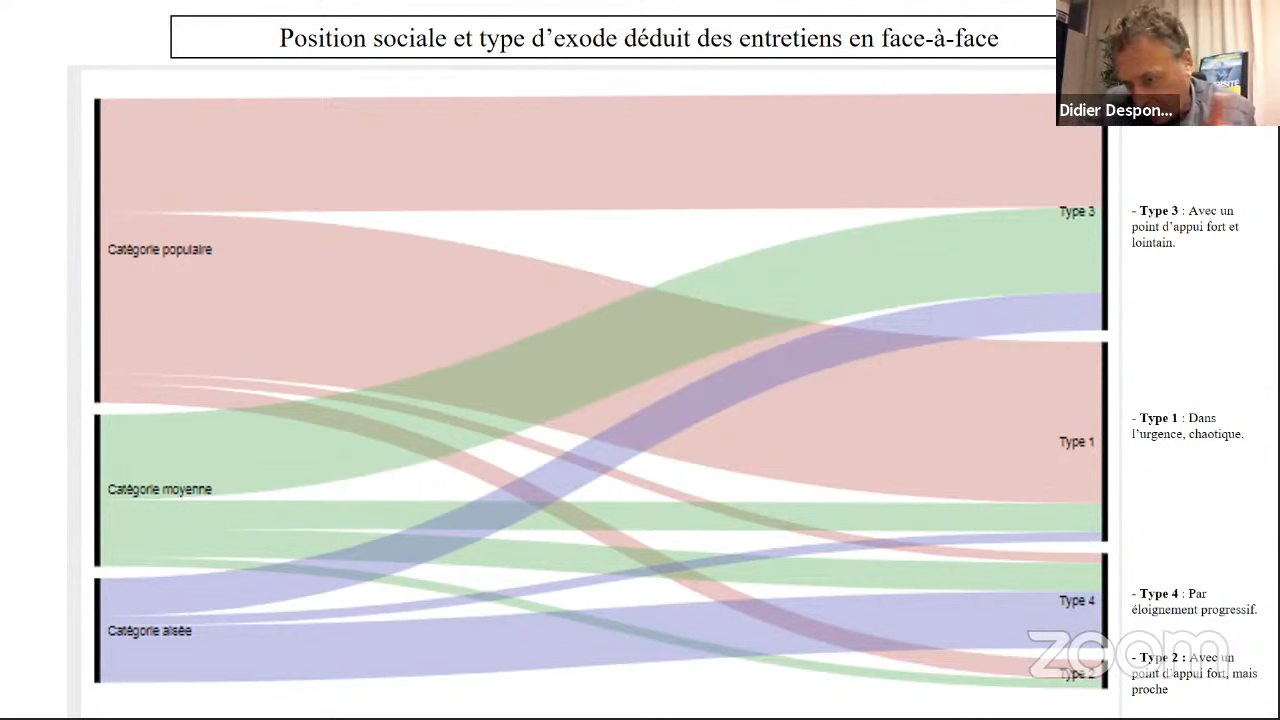 Position sociale et type d’exode déduit des entretiens en face-à-face
Didier Despon...
Catégorie populaire
Catégorie moyenne
Catégorie aisée
Type 3
Type 1
Type 4
Type 2
- Type 3 : Avec un
point d’appui fort et
lointain.
- Type 1 : Dans
l’urgence, chaotique.
- Type 4 : Par
éloignement progressif.
- Type 2 : Avec un
point d’appui fort, mais
proche
zoom